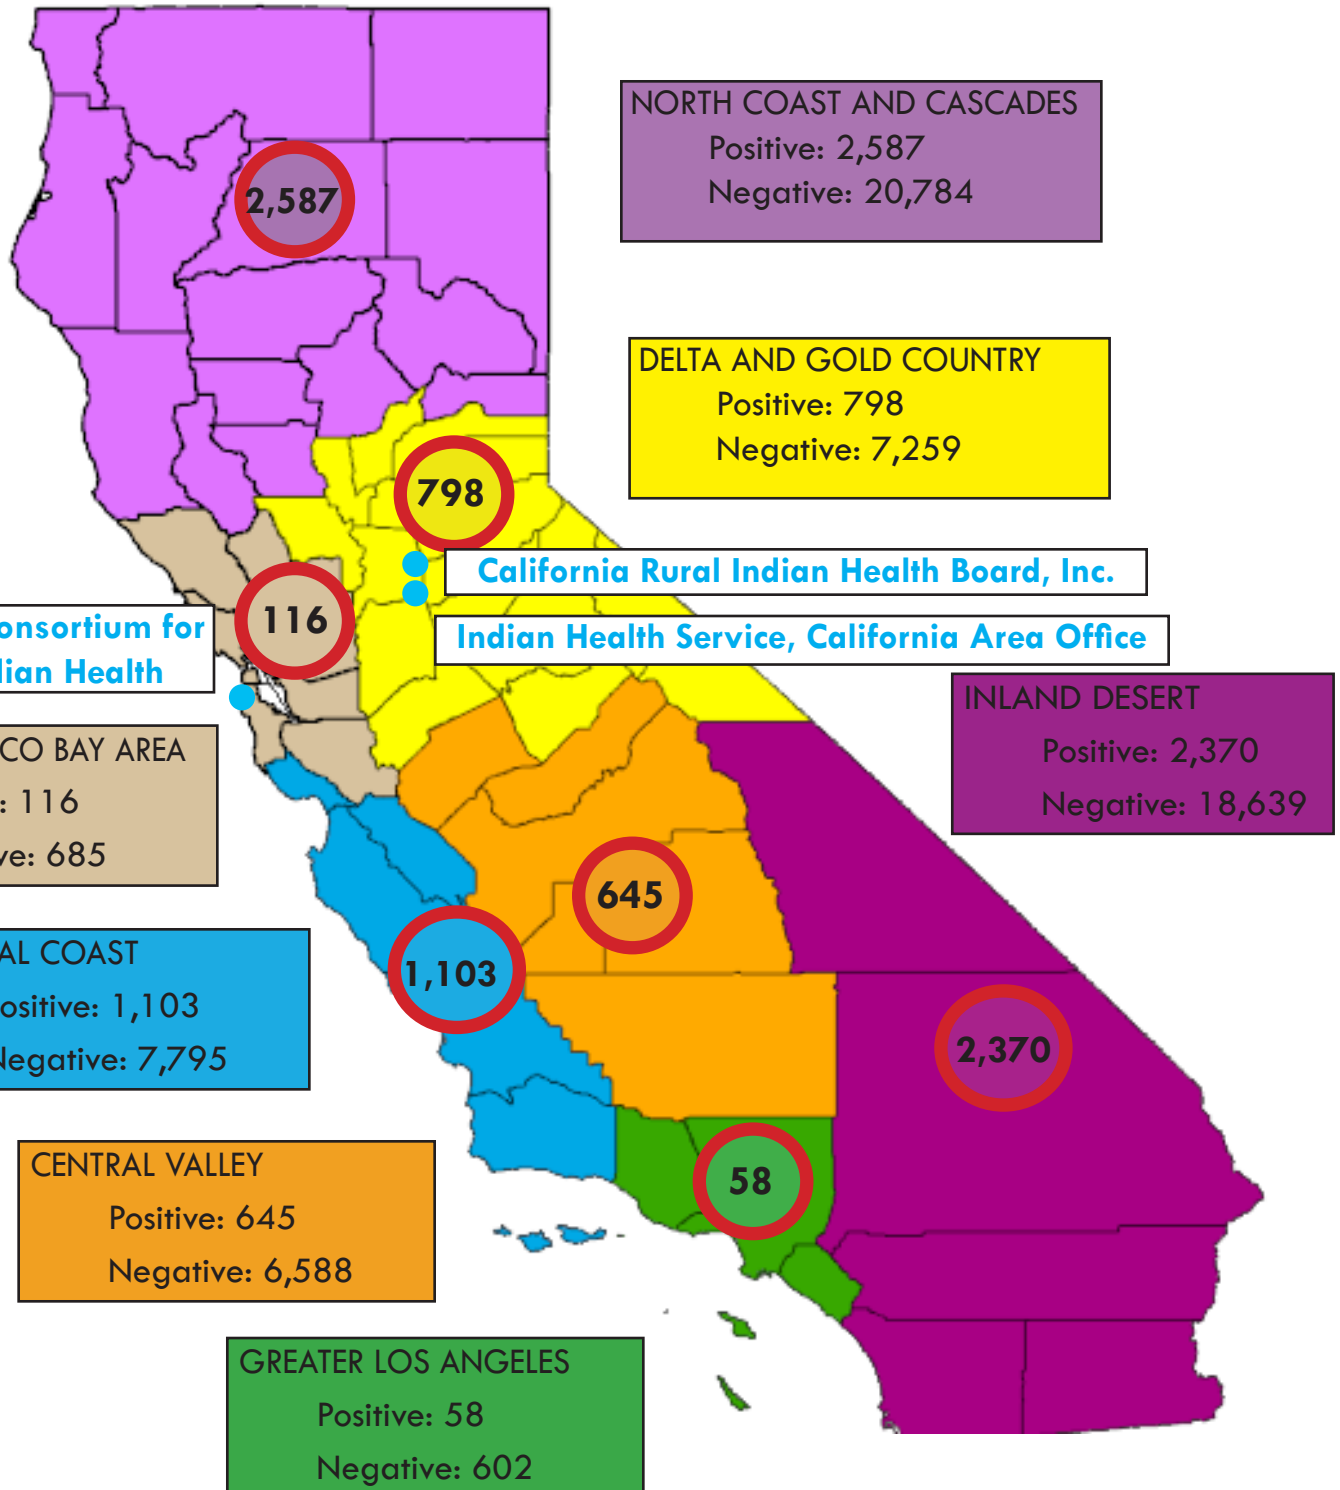 NORTH COAST AND CASCADES
Positive: 2,587
Negative: 20,784
2,587
DELTA AND GOLD COUNTRY
Positive: 798
Negative: 7,259
798
California Rural Indian Health Board, Inc.
116
onsortium for
dian Health
Indian Health Service, California Area Office
INLAND DESERT
Positive: 2,370
Negative: 18,639
CO BAY AREA
: 116
ve: 685
645
AL COAST
ositive: 1,103
Negative: 7,795
1,103
2,370
CENTRAL VALLEY
Positive: 645
Negative: 6,588
58
GREATER LOS ANGELES
Positive: 58
Negative: 602